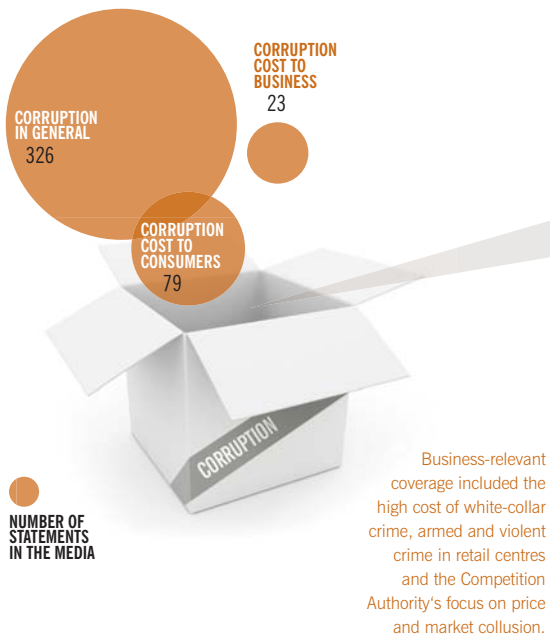 CORRUPTION
COST TO
BUSINESS
23
CORRUPTION
IN GENERAL
326
CORRUPTION
COST TO
CONSUMERS
79
CORRUPTION
NUMBER OF
STATEMENTS
IN THE MEDIA
Business-relevant
coverage included the
high cost of white-collar
crime, armed and violent
crime in retail centres
and the Competition
Authority's focus on price
and market collusion.